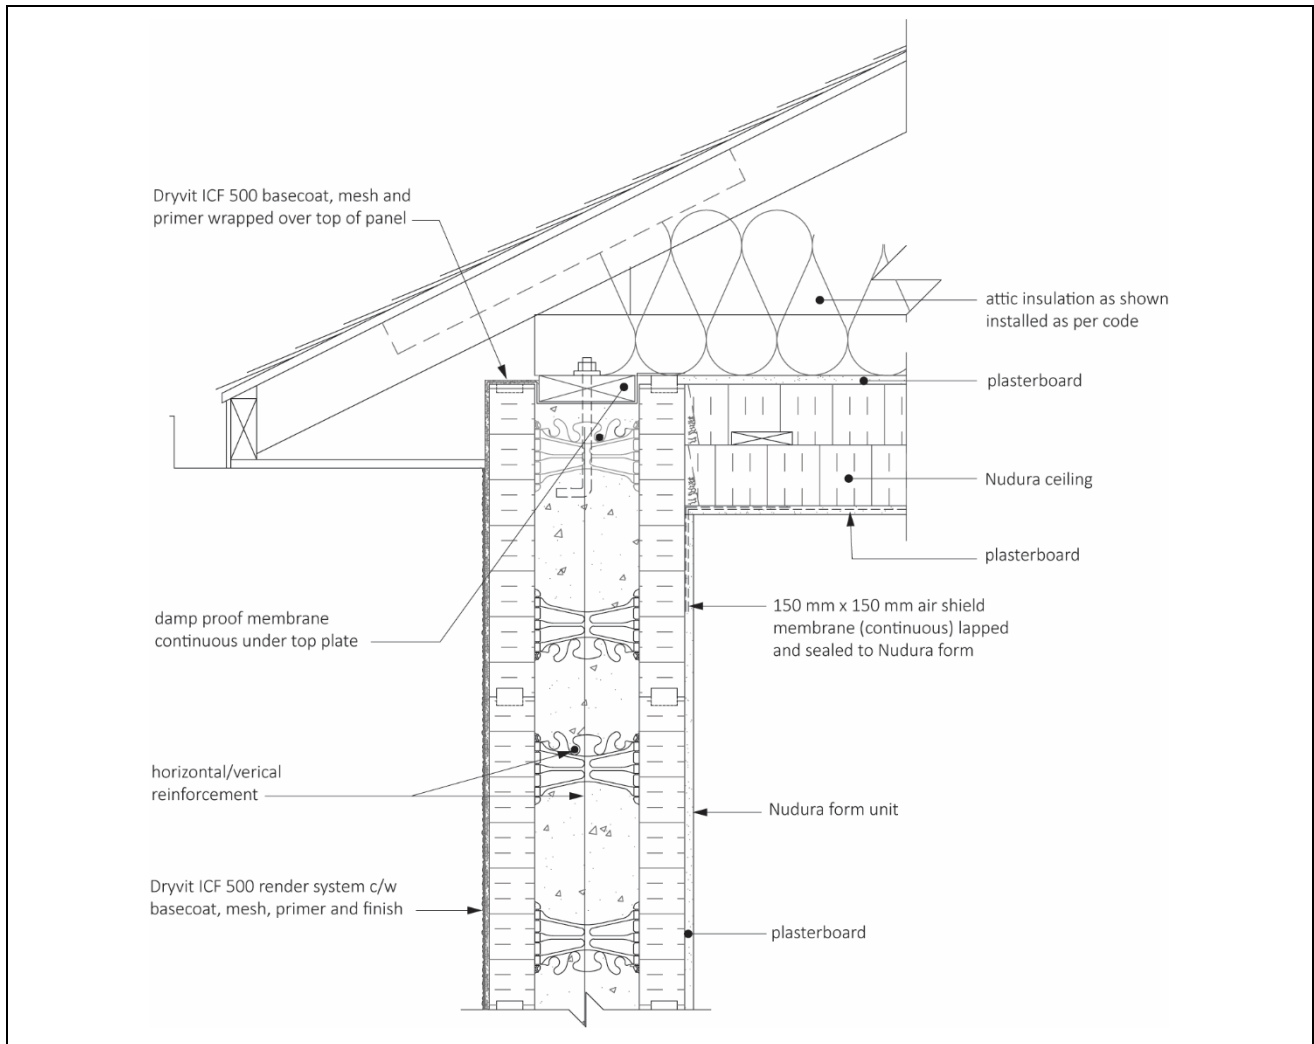 Dryvit ICF 500 basecoat, mesh and
primer wrapped over top of panel
attic insulation as shown
installed as per code
plasterboard
Nudura ceiling
plasterboard
150 mm x 150 mm air shield
membrane (continuous) lapped
and sealed to Nudura form
damp proof membrane
continuous under top plate
horizontal/verical
reinforcement
Nudura form unit
Dryvit ICF 500 render system c/w
basecoat, mesh, primer and finish
plasterboard